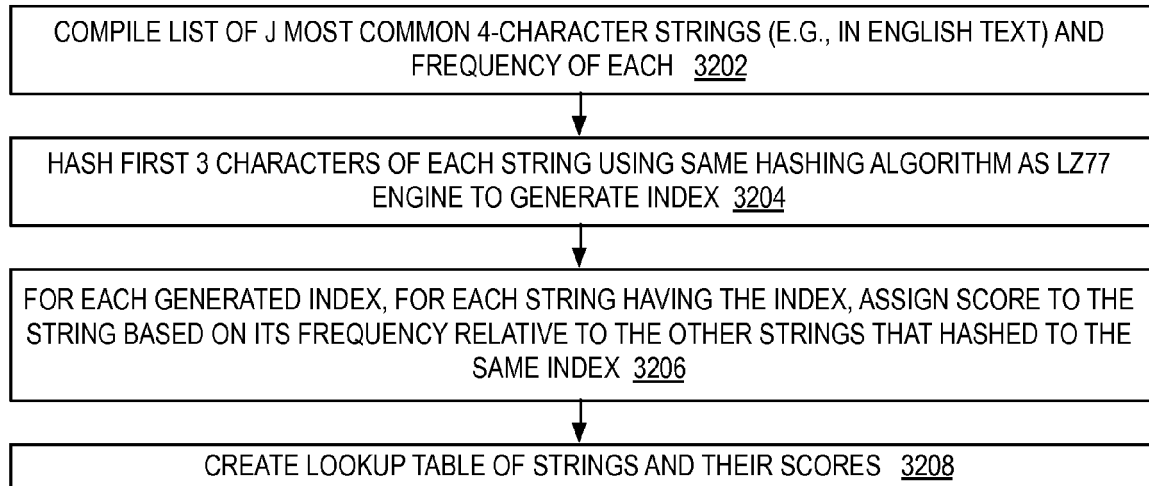 COMPILE LIST OF J MOST COMMON 4-CHARACTER STRINGS (E.G., IN ENGLISH TEXT) AND
FREQUENCY OF EACH 3202
HASH FIRST 3 CHARACTERS OF EACH STRING USING SAME HASHING ALGORITHM AS LZ77
ENGINE TO GENERATE INDEX 3204
FOR EACH GENERATED INDEX, FOR EACH STRING HAVING THE INDEX, ASSIGN SCORE TO THE
STRING BASED ON ITS FREQUENCY RELATIVE TO THE OTHER STRINGS THAT HASHED TO THE
SAME INDEX 3206
CREATE LOOKUP TABLE OF STRINGS AND THEIR SCORES 3208